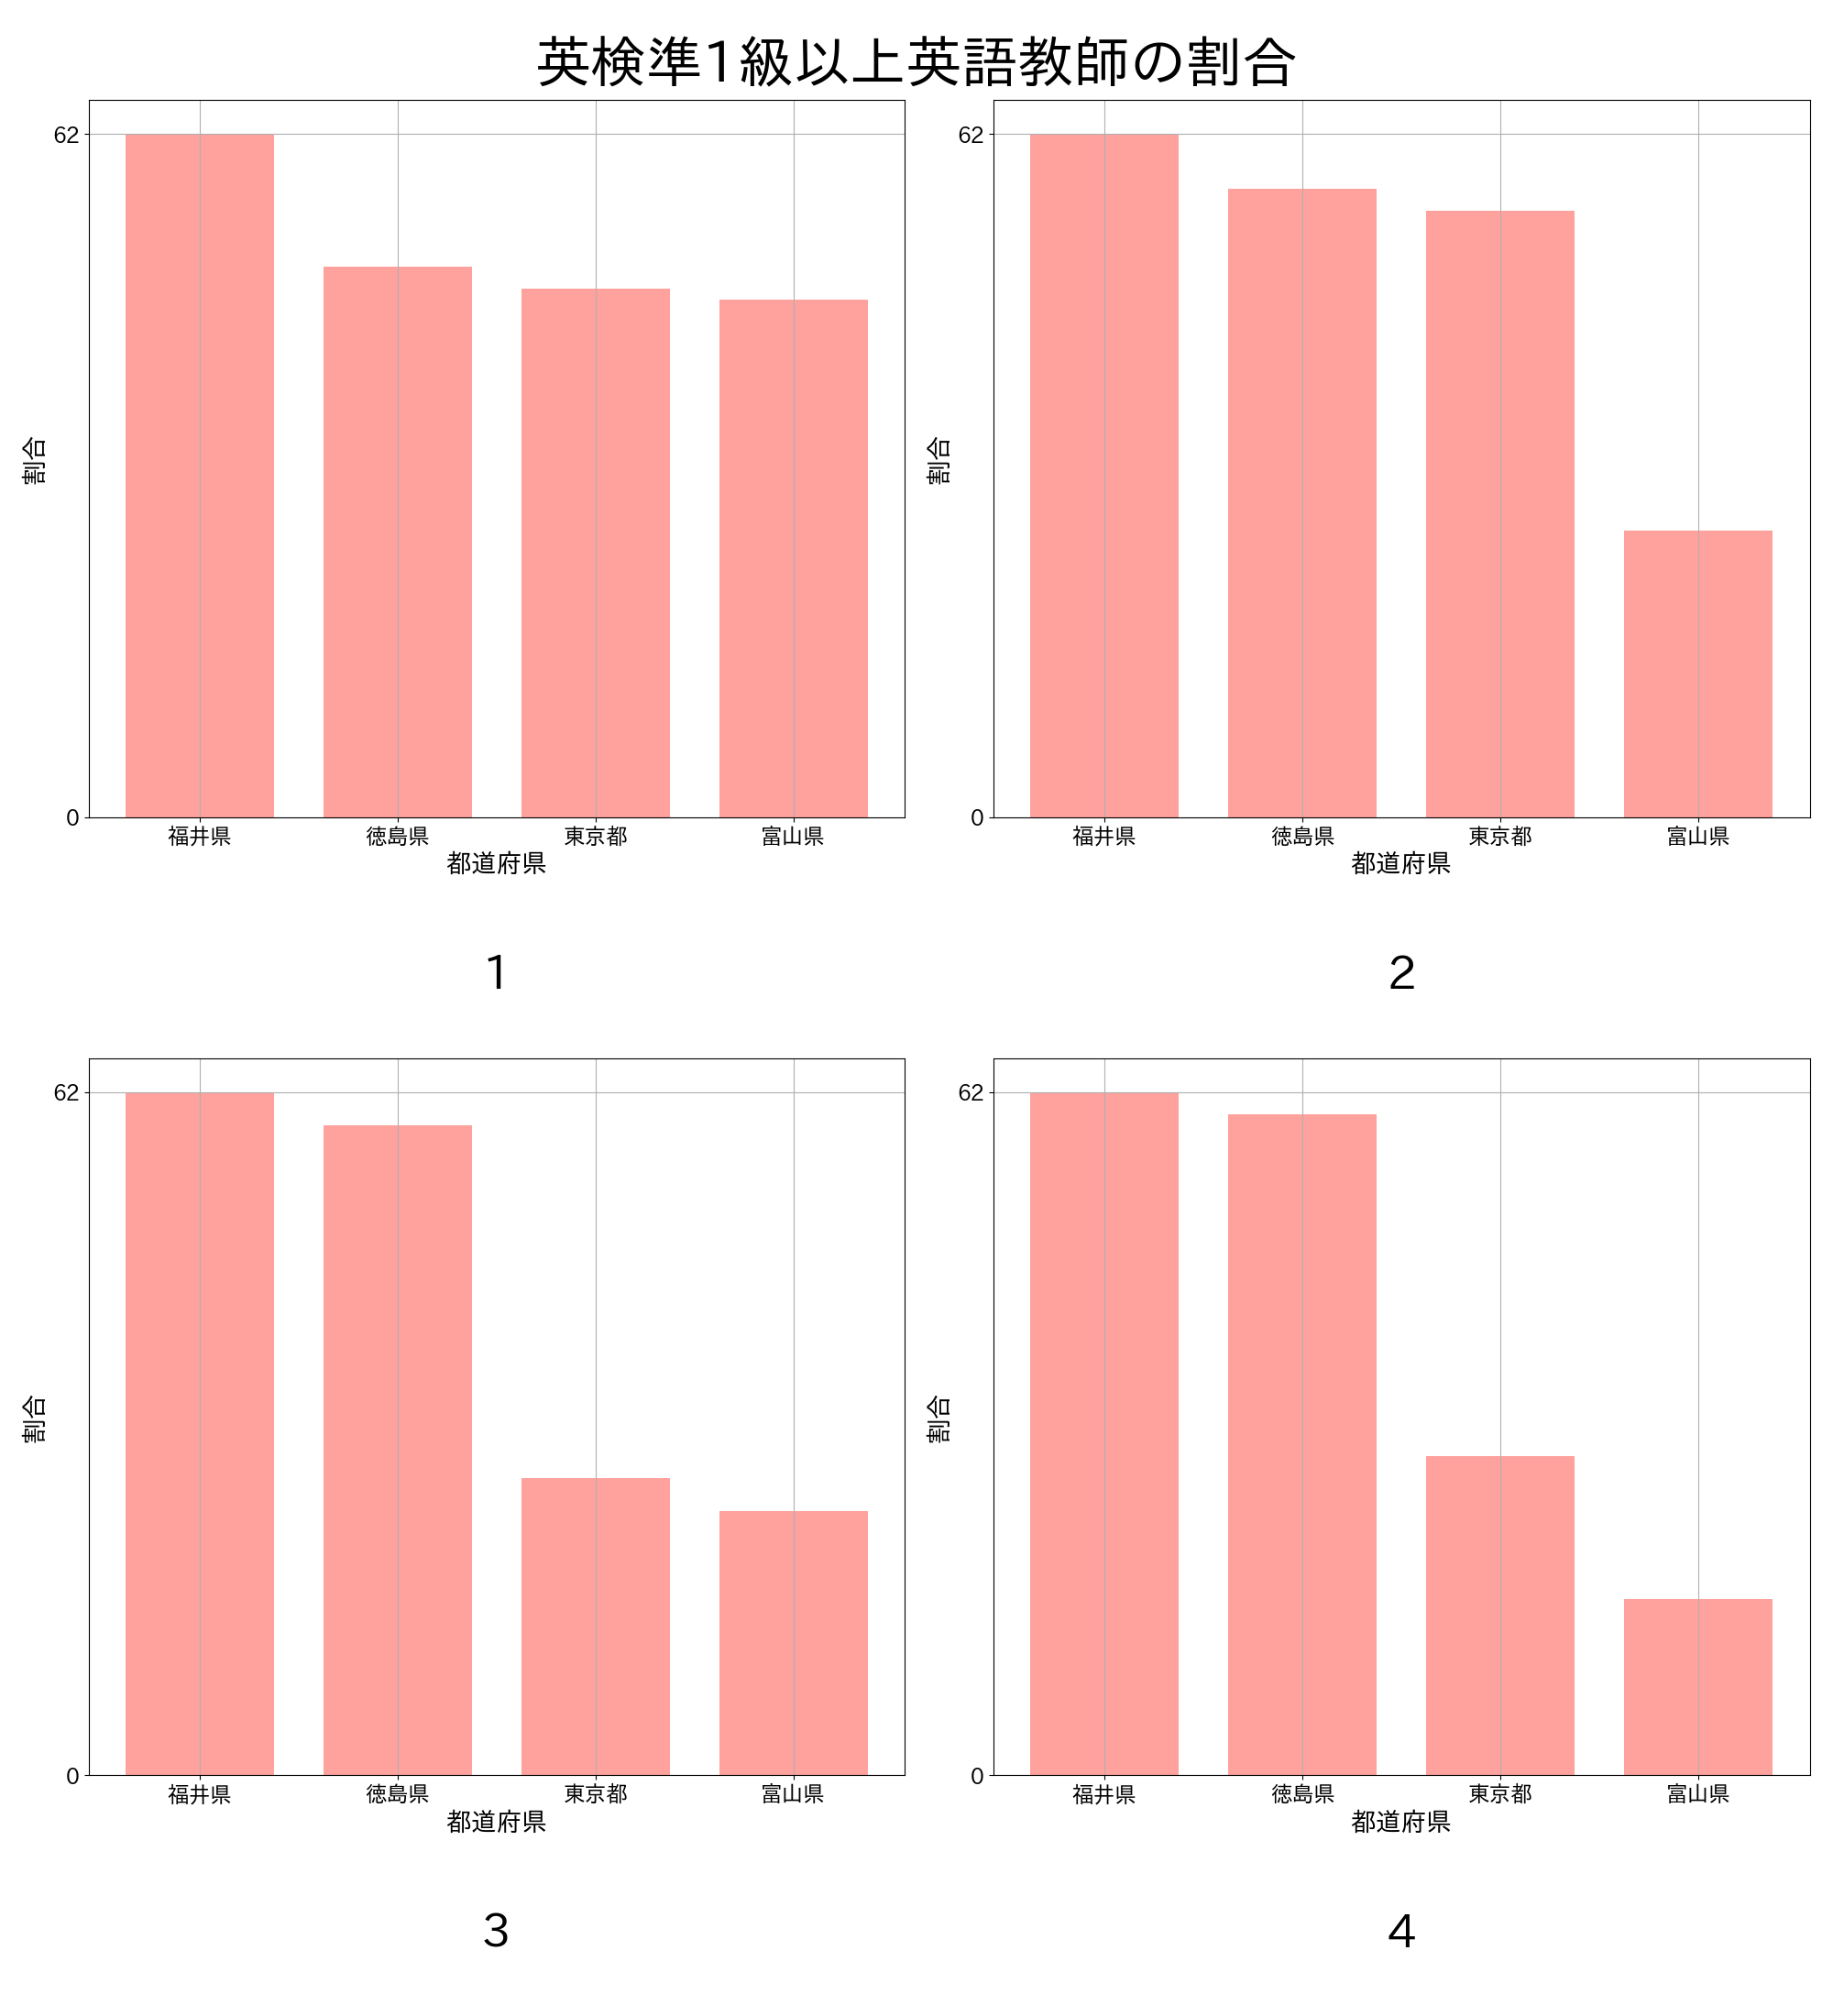 英検準1級以上英語教師の割合
62
0
割合
福井県 徳島県 東京都 富山県
都道府県
1
62
0
割合
福井県 徳島県 東京都 富山県
都道府県
2
62
0
割合
福井県 徳島県 東京都 富山県
都道府県
3
62
0
割合
福井県 徳島県 東京都 富山県
都道府県
4